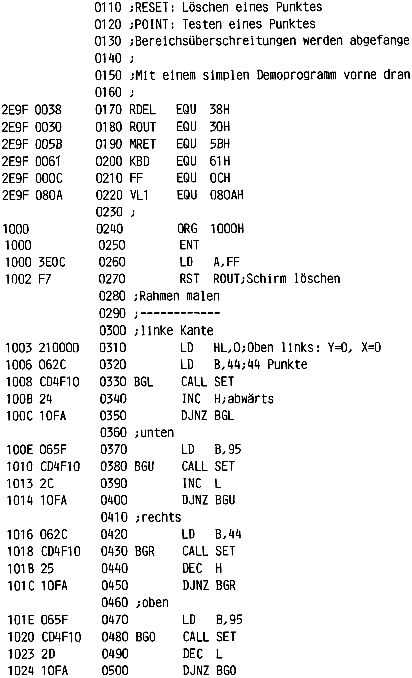 0110 ;RESET: Löschen eines Punktes
0120 ;POINT: Testen eines Punktes
0130 ;Bereichsüberschreitungen werden abgefange
0140 ;
0150 ;Mit einem simplen Demoprogramm vorne dran
0160 ;
2E9F 0038 0170 RDEL EQU 38H
2E9F 0030 0180 ROUT EQU 30H
2E9F 005B 0190 MRET EQU 5BH
2E9F 0061 0200 KBD EQU 61H
2E9F 000C 0210 FF EQU 0CH
2E9F 080A 0220 VL1 EQU 080AH
0230 ;
1000 0240 ORG 1000H
1000 0250 ENT
1000 3E0C 0260 LD A,FF
1002 F7 0270 RST ROUT;Schirm löschen
0280 ;Rahmen malen
0290 ;------------
0300 ;linke Kante
1003 210000 0310 LD HL,0;Oben links: Y=0, X=0
1006 062C 0320 LD B,44;44 Punkte
1008 CD4F10 0330 BGL CALL SET
100B 24 0340 INC H;abwärts
100C 10FA 0350 DJNZ BGL
0360 ;unten
100E 065F 0370 LD B,95
1010 CD4F10 0380 BGU CALL SET
1013 2C 0390 INC L
1014 10FA 0400 DJNZ BGU
0410 ;rechts
1016 062C 0420 LD B,44
1018 CD4F10 0430 BGR CALL SET
101B 25 0440 DEC H
101C 10FA 0450 DJNZ BGR
0460 ;oben
101E 065F 0470 LD B,95
1020 CD4F10 0480 BGO CALL SET
1023 2D 0490 DEC L
1024 10FA 0500 DJNZ BGO